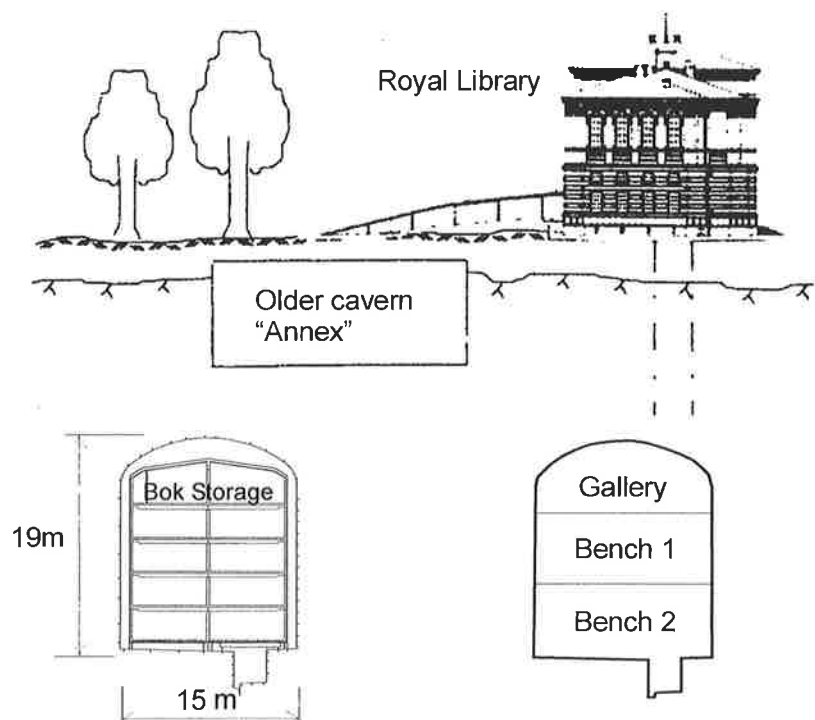 Royal Library
Older cavern
“Annex”
Bok Storage
19m
15 m
Gallery
Bench 1
Bench 2